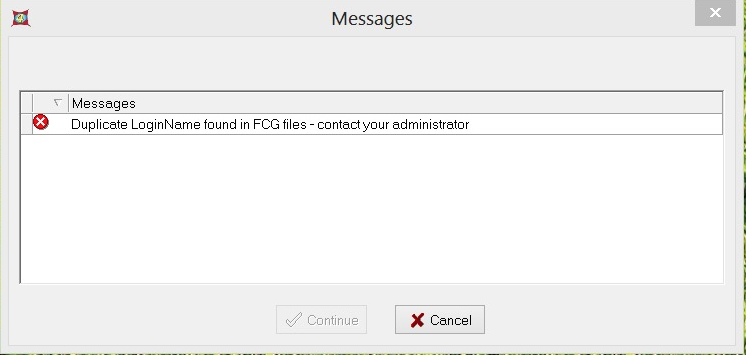 Messages
Messages
Duplicate LoginName found in FCG files - contact your administrator
Continue
Cancel